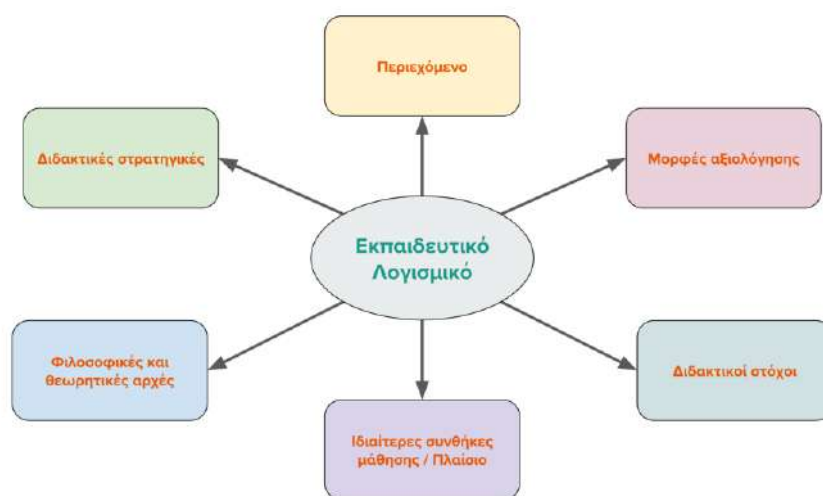 Περιεχόμενο
Διδακτικές στρατηγικές
Μορφές αξιολόγησης
Εκπαιδευτικό
Λογισμικό
Φιλοσοφικές και
θεωρητικές αρχές
Διδακτικοί στόχοι
Ιδιαίτερες συνθήκες
μάθησης / Πλαίσιο